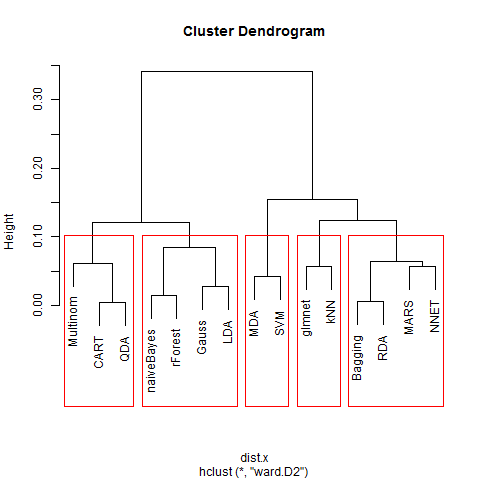 Cluster Dendrogram
Height
0.00
0.10
0.20
0.30
Multinom
CART
QDA
naiveBayes
rForest
Gauss
LDA
MDA
SVM
glmnet
kNN
Bagging
RDA
MARS
NNET
dist.x
hclust (*, "ward.D2")